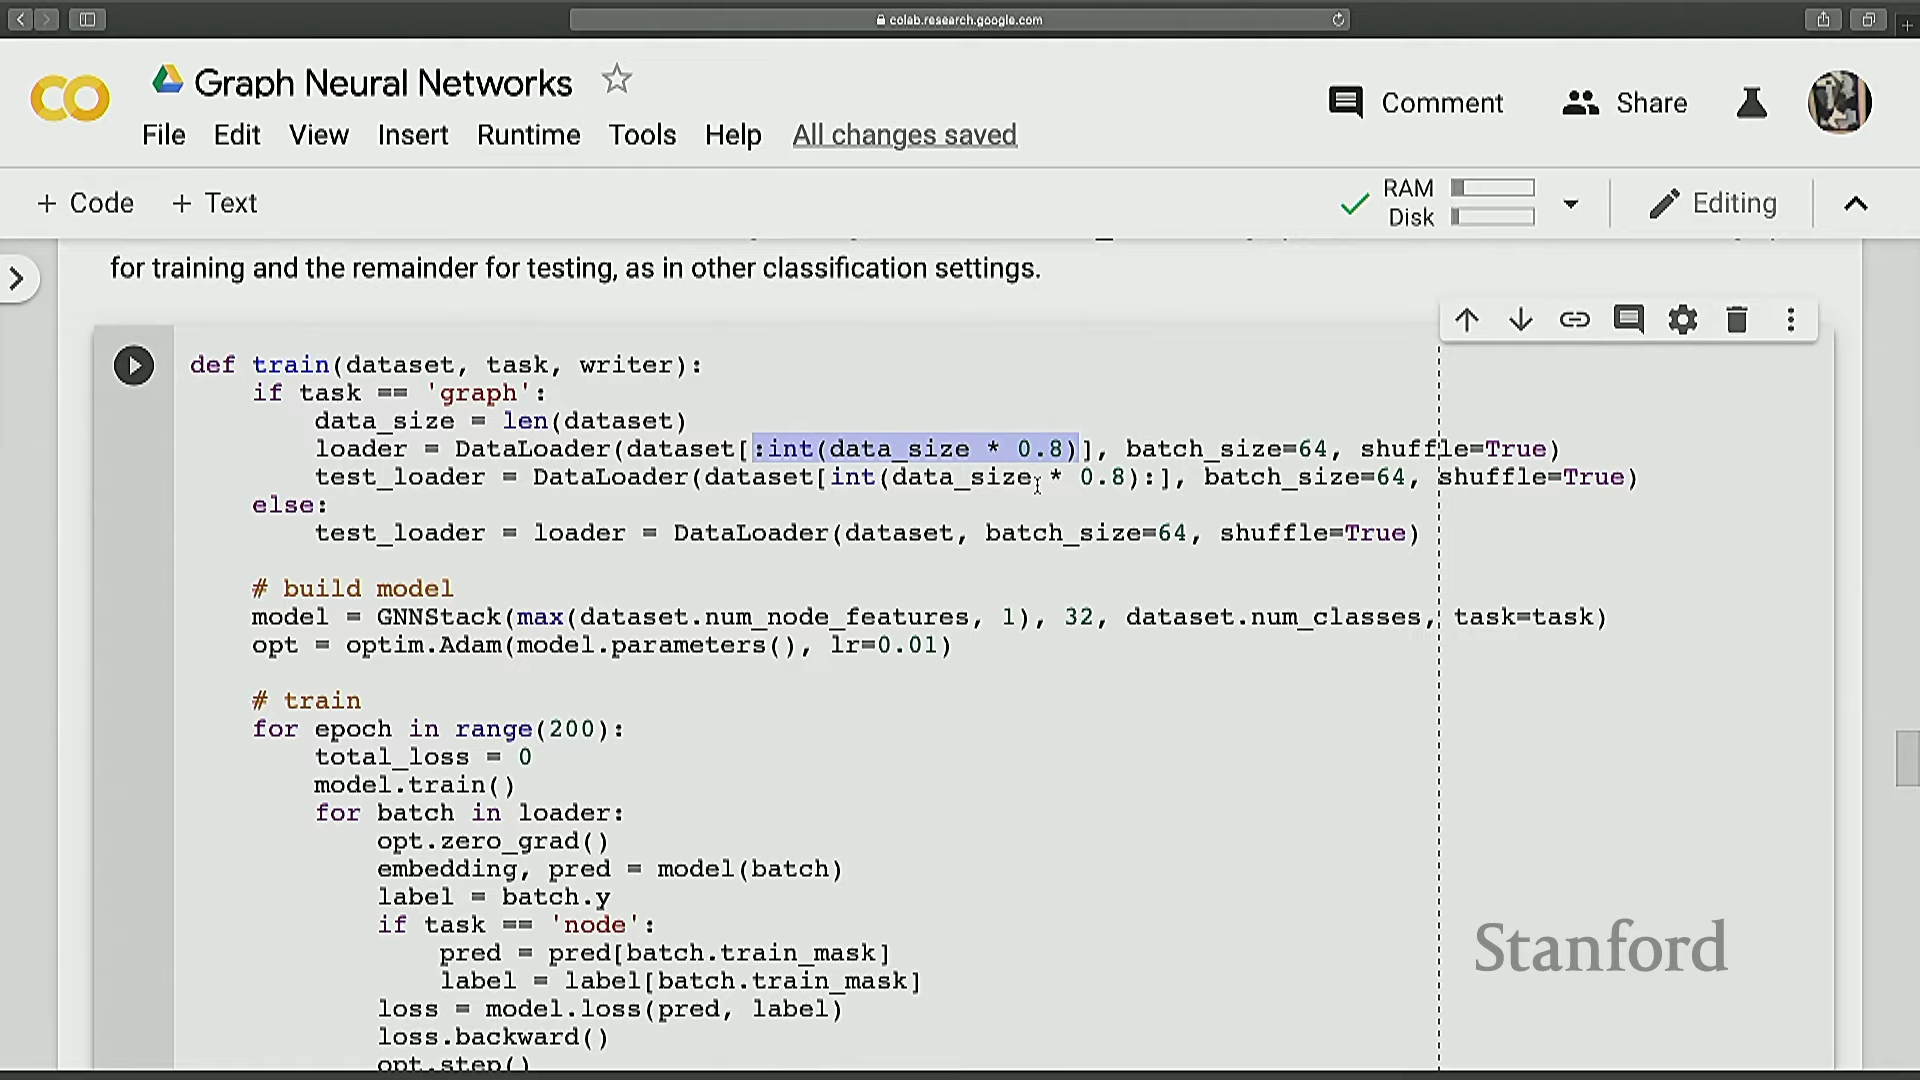 colab.research.google.com
CO
Graph Neural Networks
File Edit View Insert Runtime Tools Help All changes saved
Comment Share
+ Code + Text
RAM
Disk
Editing
for training and the remainder for testing, as in other classification settings.
def train(dataset, task, writer):
    if task == 'graph':
        data_size = len(dataset)
        loader = DataLoader(dataset[:int(data_size * 0.8)], batch_size=64, shuffle=True)
        test_loader = DataLoader(dataset[int(data_size * 0.8):], batch_size=64, shuffle=True)
    else:
        test_loader = loader = DataLoader(dataset, batch_size=64, shuffle=True)
    # build model
    model = GNNStack(max(dataset.num_node_features, 1), 32, dataset.num_classes, task=task)
    opt = optim.Adam(model.parameters(), lr=0.01)
    # train
    for epoch in range(200):
        total_loss = 0
        model.train()
        for batch in loader:
            opt.zero_grad()
            embedding, pred = model(batch)
            label = batch.y
            if task == 'node':
                pred = pred[batch.train_mask]
                label = label[batch.train_mask]
            loss = model.loss(pred, label)
            loss.backward()
            opt.step()
Stanford